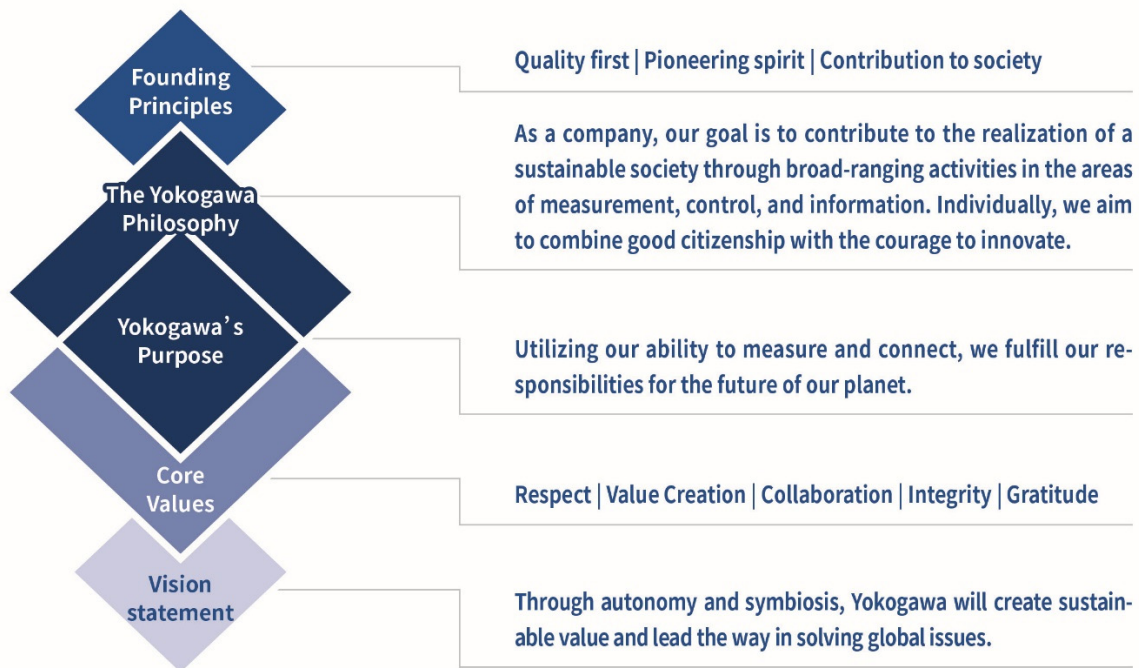 Founding
Principles
Quality first | Pioneering spirit | Contribution to society
The Yokogawa
Philosophy
As a company, our goal is to contribute to the realization of a
sustainable society through broad-ranging activities in the areas
of measurement, control, and information. Individually, we aim
to combine good citizenship with the courage to innovate.
Yokogawa’s
Purpose
Utilizing our ability to measure and connect, we fulfill our re-
sponsibilities for the future of our planet.
Core
Values
Respect | Value Creation | Collaboration | Integrity | Gratitude
Vision
statement
Through autonomy and symbiosis, Yokogawa will create sustain-
able value and lead the way in solving global issues.